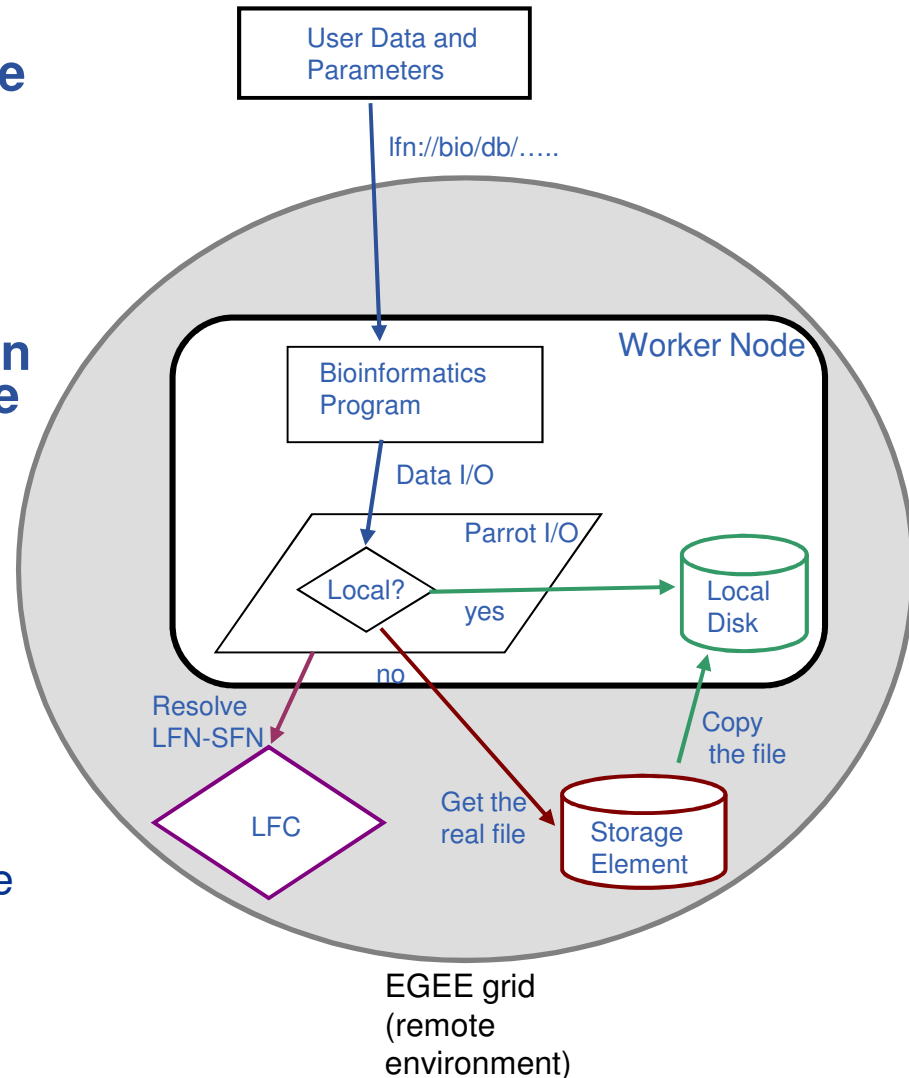 User Data and
Parameters
e
lfn://bio/db/…..
n
e
Worker Node
Bioinformatics
Program
Data I/O
Parrot I/O
Local?
yes
Local
Disk
no
Resolve
LFN-SFN
Copy
the file
LFC
Get the
real file
Storage
Element
e
EGEE grid
(remote
environment)